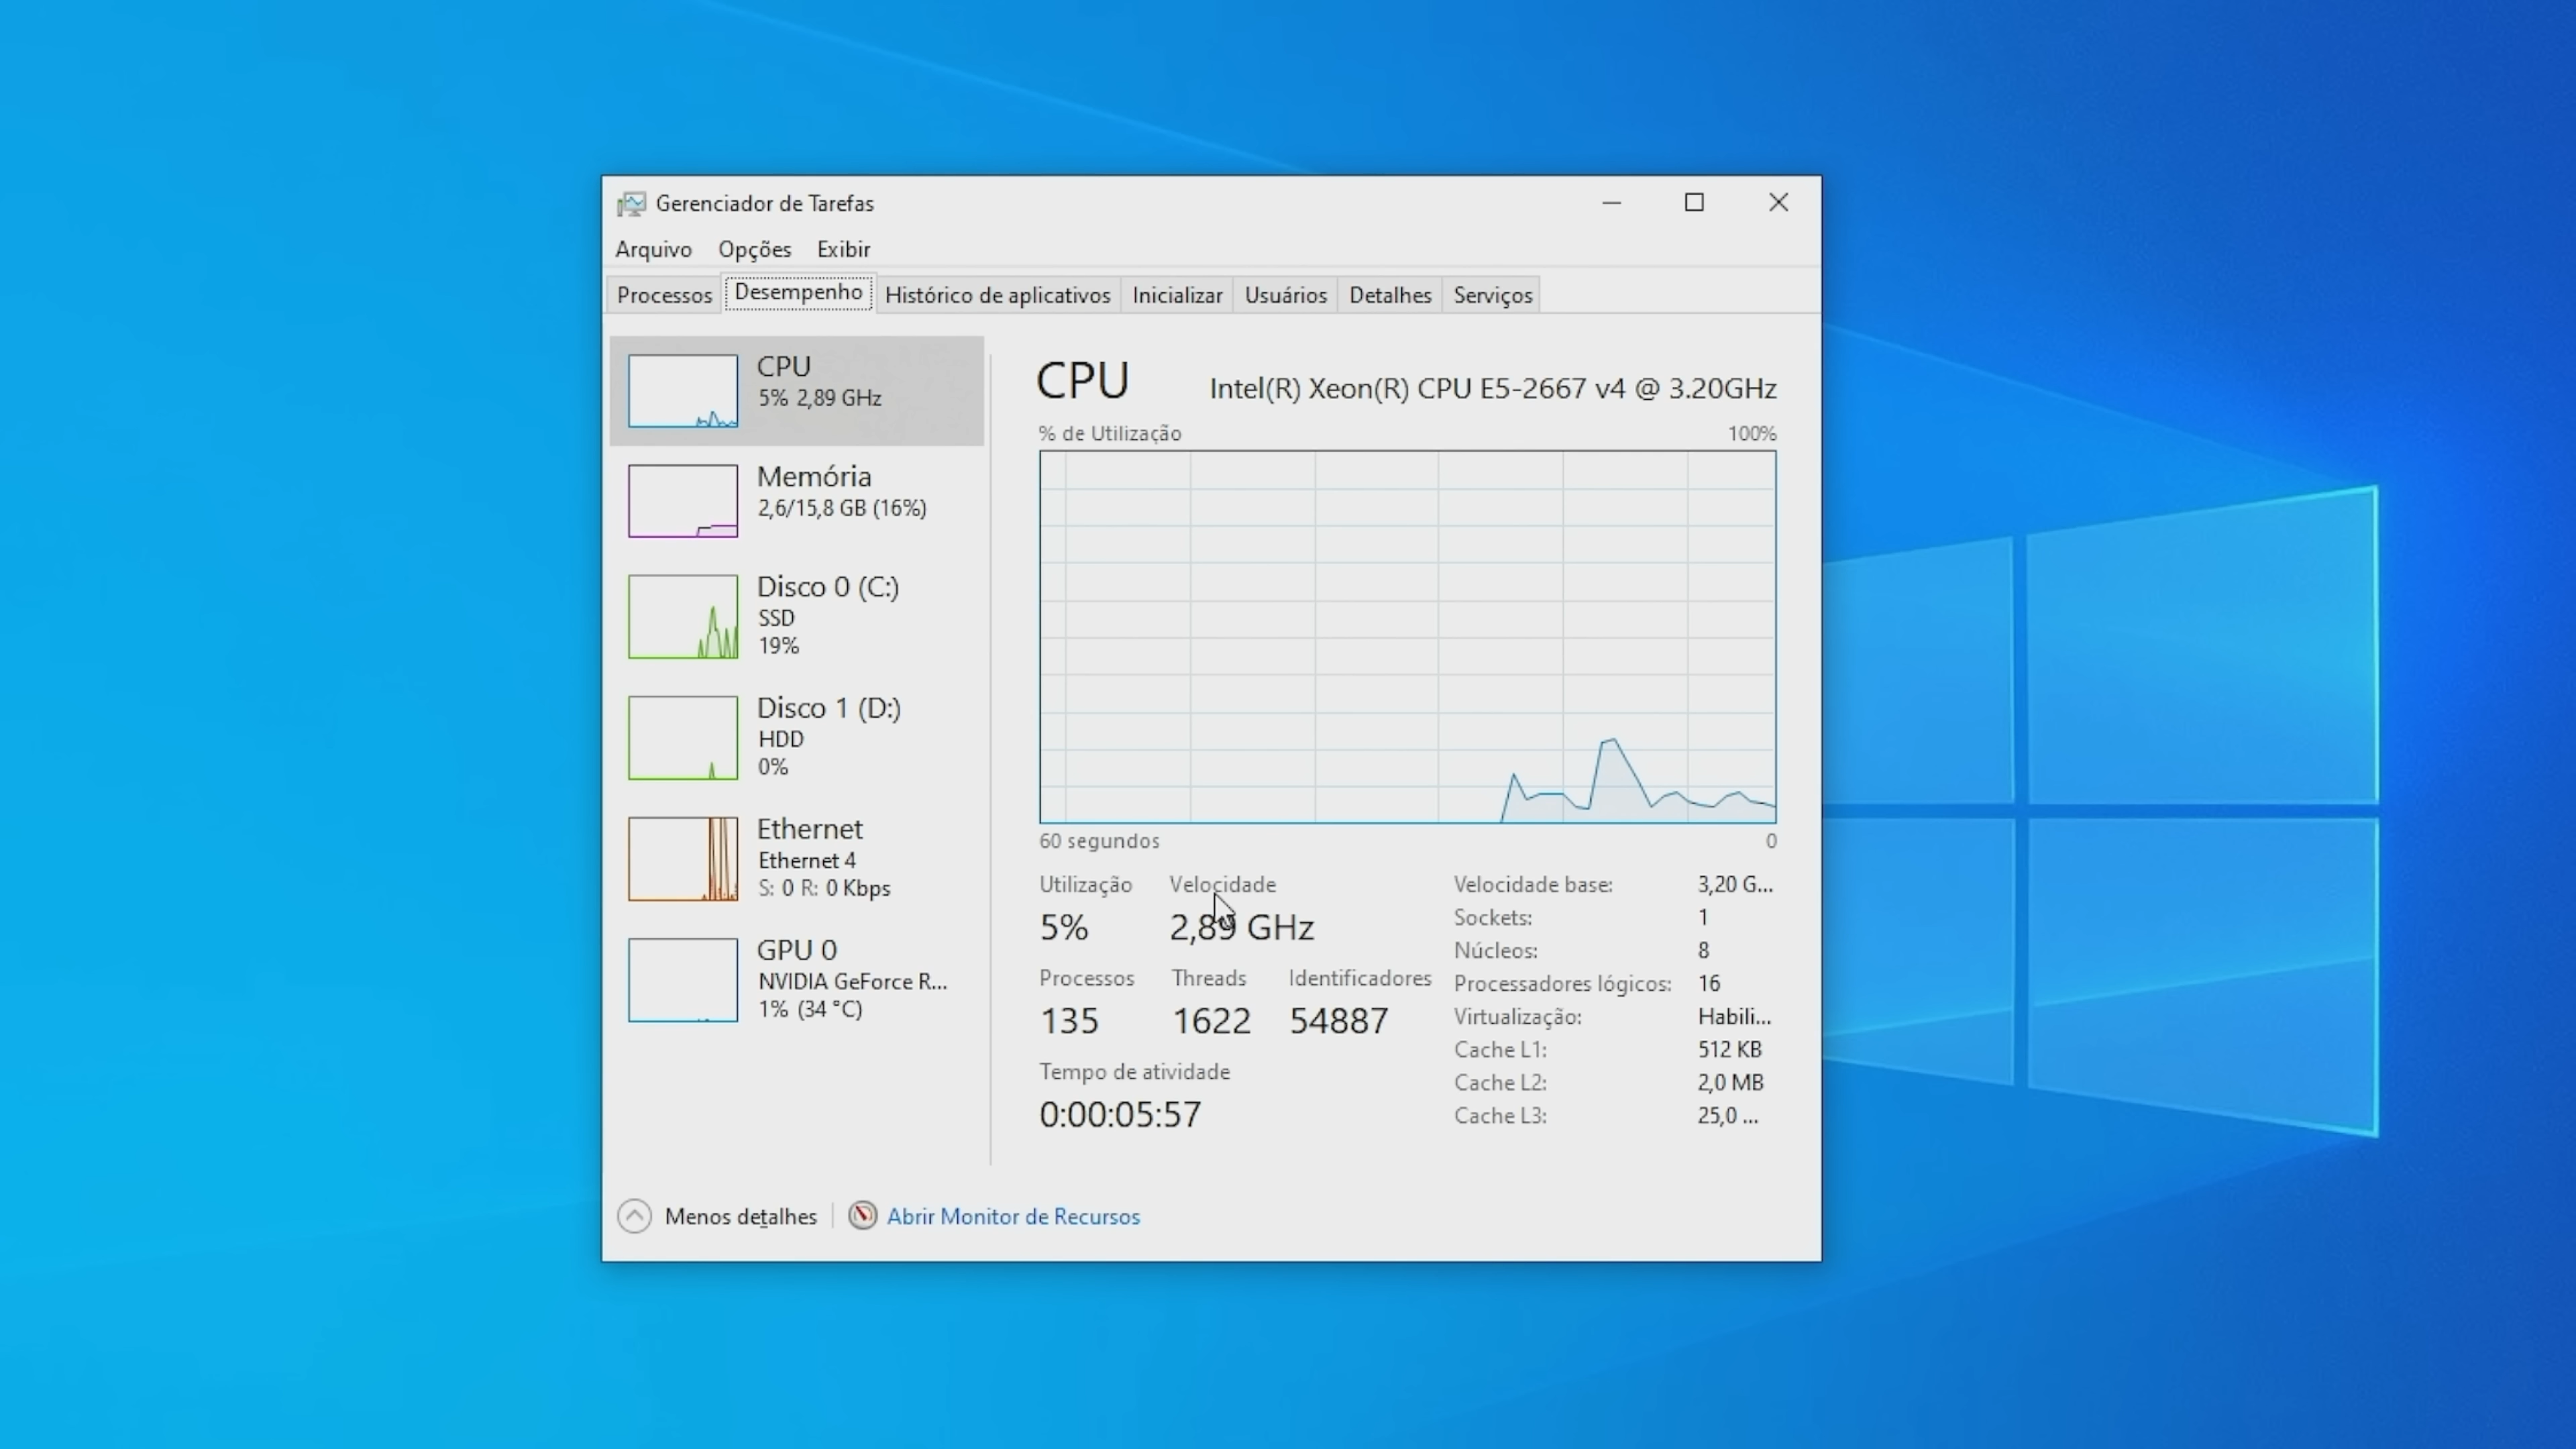 Gerenciador de Tarefas
Arquivo Opções Exibir
Processos Desempenho Histórico de aplicativos Inicializar Usuários Detalhes Serviços
CPU
5% 2,89 GHz
Memória
2,6/15,8 GB (16%)
Disco 0 (C:)
SSD
19%
Disco 1 (D:)
HDD
0%
Ethernet
Ethernet 4
S: 0 R: 0 Kbps
GPU 0
NVIDIA GeForce R...
1% (34 °C)
CPU Intel(R) Xeon(R) CPU E5-2667 v4 @ 3.20GHz
% de Utilização 100%
60 segundos 0
Utilização Velocidade
5% 2,89 GHz
Processos Threads Identificadores
135 1622 54887
Tempo de atividade
0:00:05:57
Velocidade base: 3,20 G...
Sockets: 1
Núcleos: 8
Processadores lógicos: 16
Virtualização: Habili...
Cache L1: 512 KB
Cache L2: 2,0 MB
Cache L3: 25,0 ...
Menos detalhes Abrir Monitor de Recursos